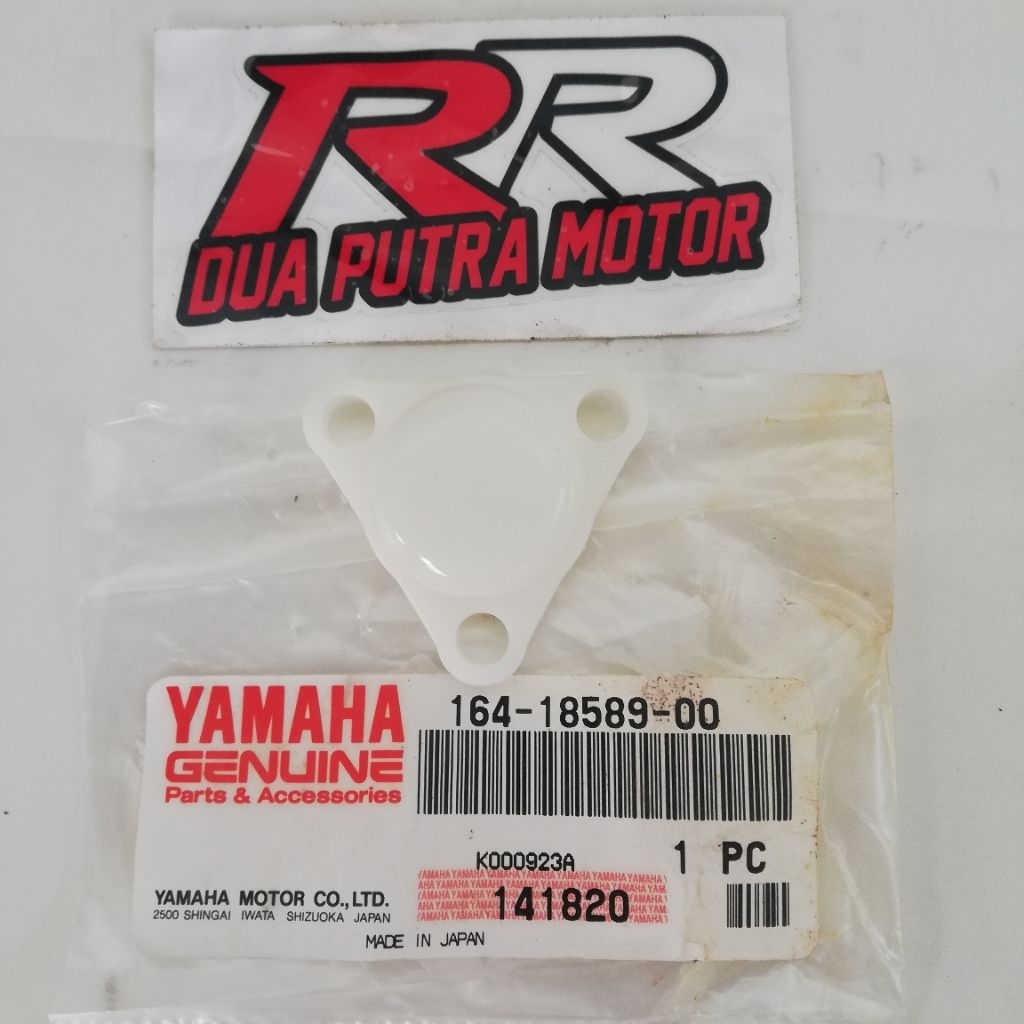 RR
DUA PUTRA MOTOR
YAMAHA
GENUINE
Parts & Accessories
164-18589-00
K000923A
1 PC
141820
YAMAHA MOTOR CO.,LTD.
2500 SHINGAI IWATA SHIZUOKA JAPAN
MADE IN JAPAN